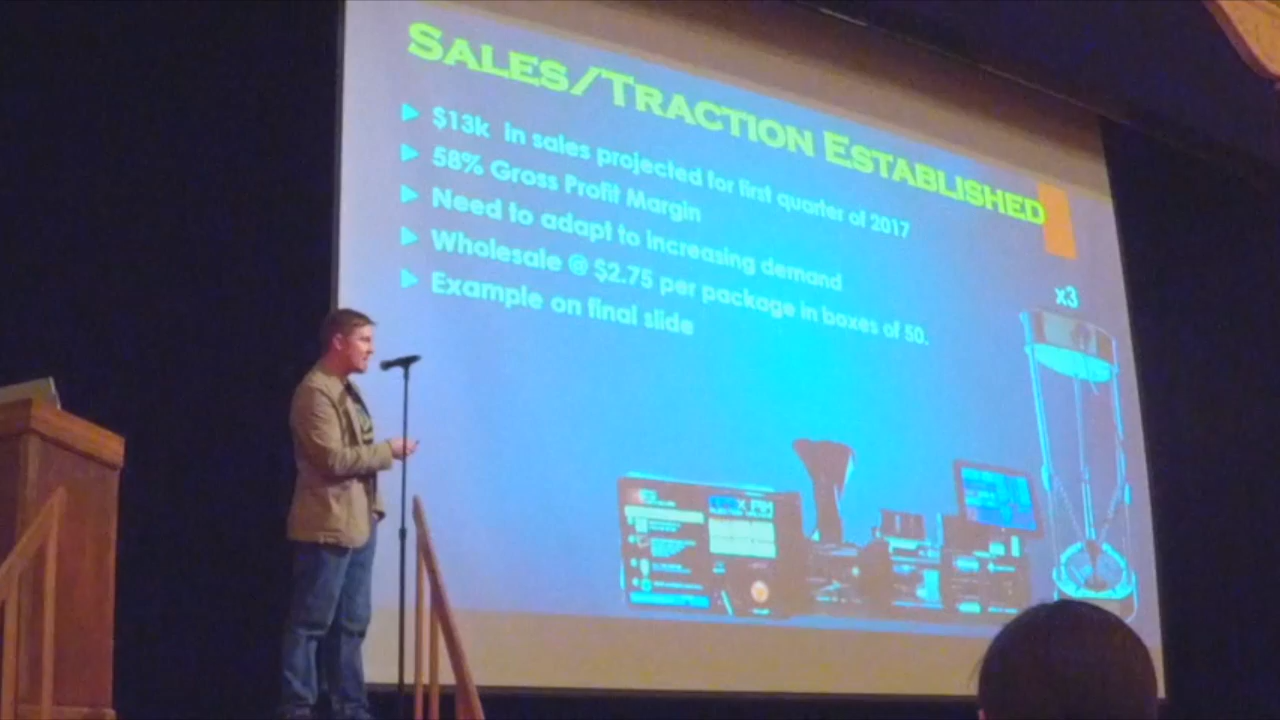 SALES/TRACTION ESTABLISHED
$13k in sales projected for first quarter of 2017
58% Gross Profit Margin
Need to adapt to increasing demand
Wholesale @ $2.75 per package in boxes of 50.
Example on final slide
x3